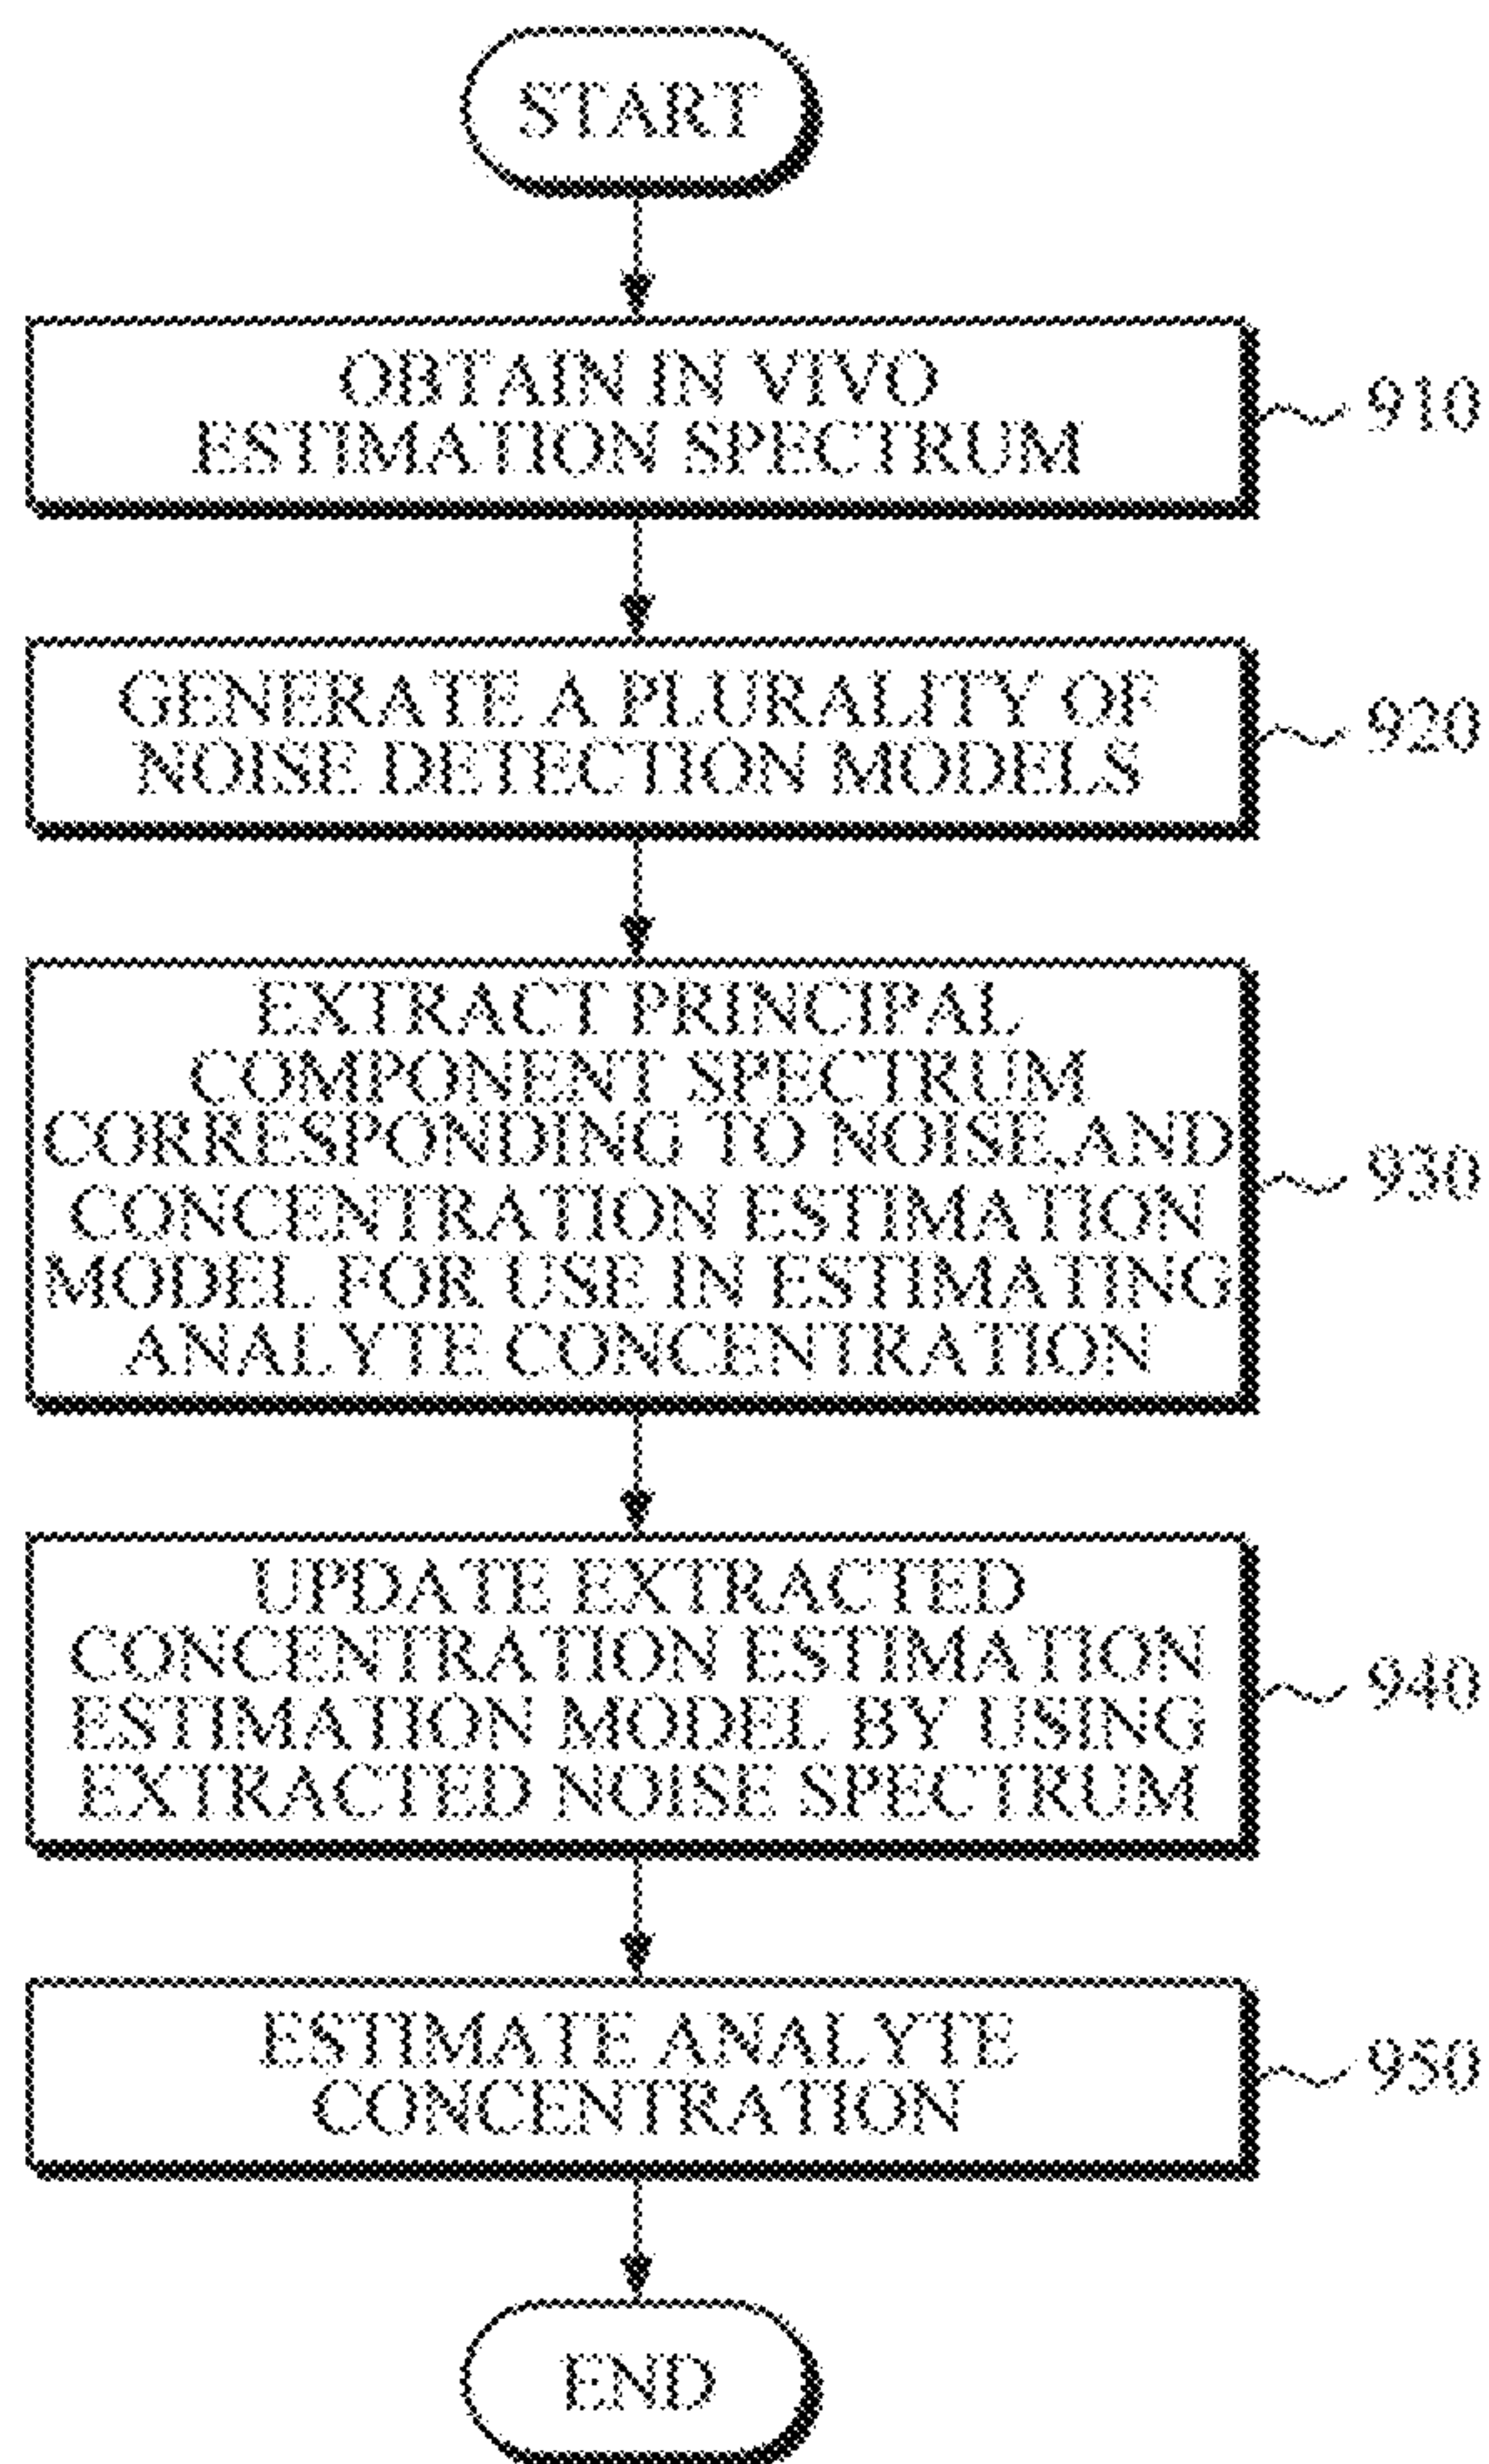 START
OBTAIN IN VIVO
ESTIMATION SPECTRUM
910
GENERATE A PLURALITY OF
NOISE DETECTION MODELS
920
EXTRACT PRINCIPAL
COMPONENT SPECTRUM
CORRESPONDING TO NOISE,AND
CONCENTRATION ESTIMATION
MODEL FOR USE IN ESTIMATING
ANALYTE CONCENTRATION
930
UPDATE EXTRACTED
CONCENTRATION ESTIMATION
ESTIMATION MODEL BY USING
EXTRACTED NOISE SPECTRUM
940
ESTIMATE ANALYTE
CONCENTRATION
950
END